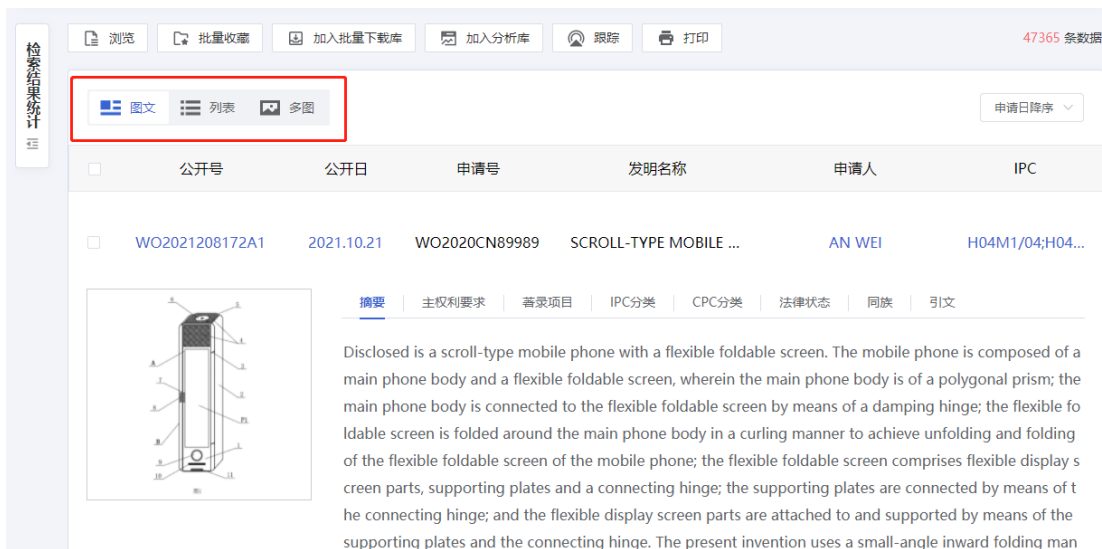 检索结果统计
浏览 批量收藏 加入批量下载库 加入分析库 跟踪 打印 47365 条数据
图文 列表 多图 申请日降序
公开号 公开日 申请号 发明名称 申请人 IPC
WO2021208172A1 2021.10.21 WO2020CN89989 SCROLL-TYPE MOBILE ... AN WEI H04M1/04;H04...
摘要 主权利要求 著录项目 IPC分类 CPC分类 法律状态 同族 引文
Disclosed is a scroll-type mobile phone with a flexible foldable screen. The mobile phone is composed of a
main phone body and a flexible foldable screen, wherein the main phone body is of a polygonal prism; the
main phone body is connected to the flexible foldable screen by means of a damping hinge; the flexible fo
ldable screen is folded around the main phone body in a curling manner to achieve unfolding and folding
of the flexible foldable screen of the mobile phone; the flexible foldable screen comprises flexible display s
creen parts, supporting plates and a connecting hinge; the supporting plates are connected by means of t
he connecting hinge; and the flexible display screen parts are attached to and supported by means of the
supporting plates and the connecting hinge. The present invention uses a small-angle inward folding man